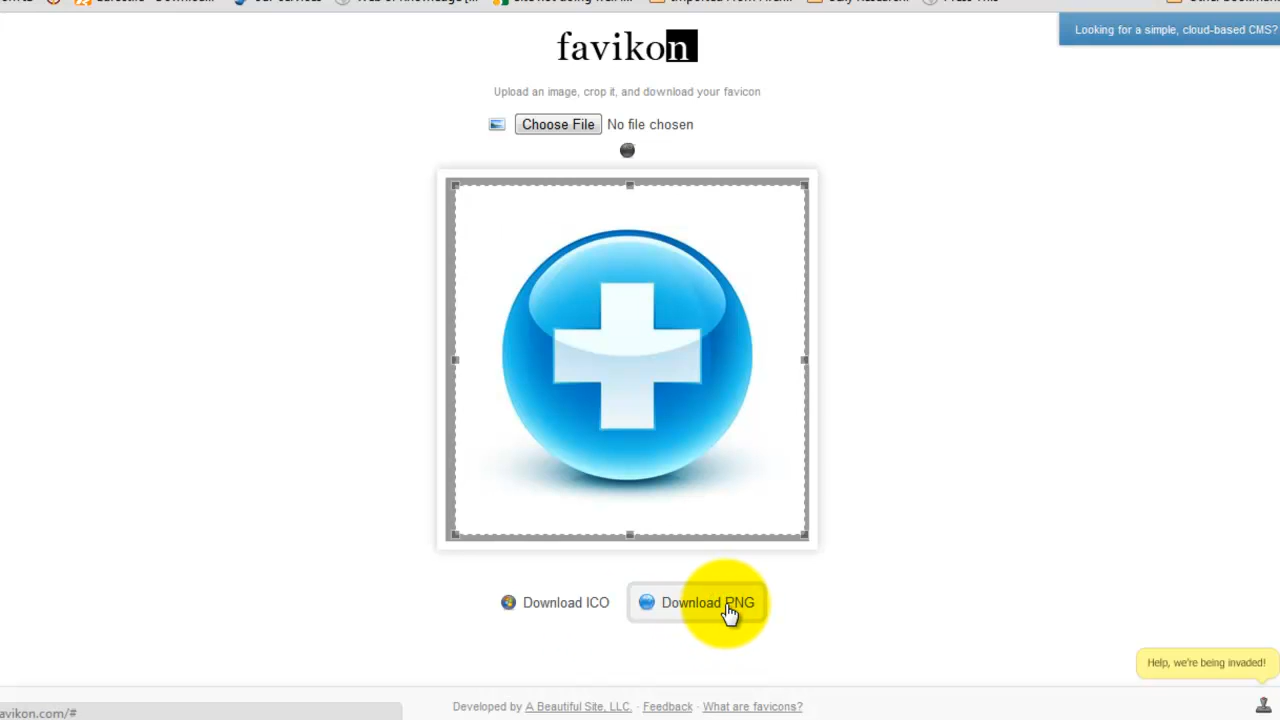 Looking for a simple, cloud-based CMS?
favikon
Upload an image, crop it, and download your favicon
Choose File No file chosen
Download ICO Download PNG
Help, we're being invaded!
Developed by A Beautiful Site, LLC. · Feedback · What are favicons?
avikon.com/#